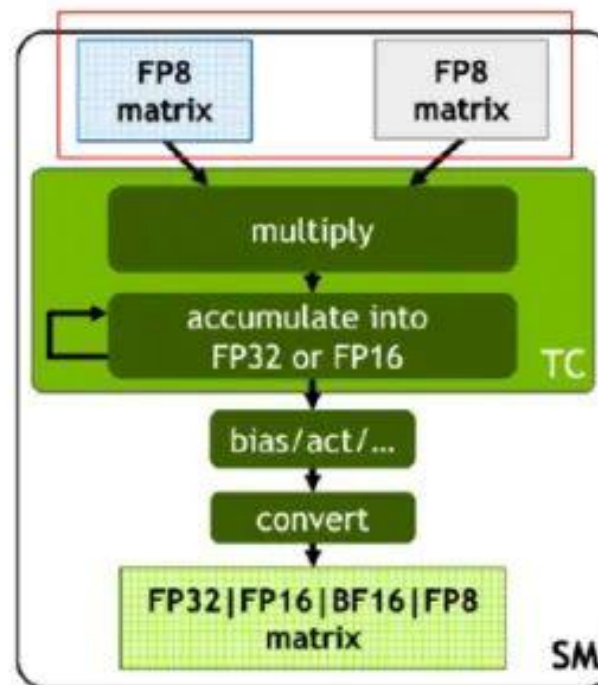 FP8
matrix
FP8
matrix
multiply
accumulate into
FP32 or FP16
TC
bias/act/...
convert
FP32|FP16|BF16|FP8
matrix
SM